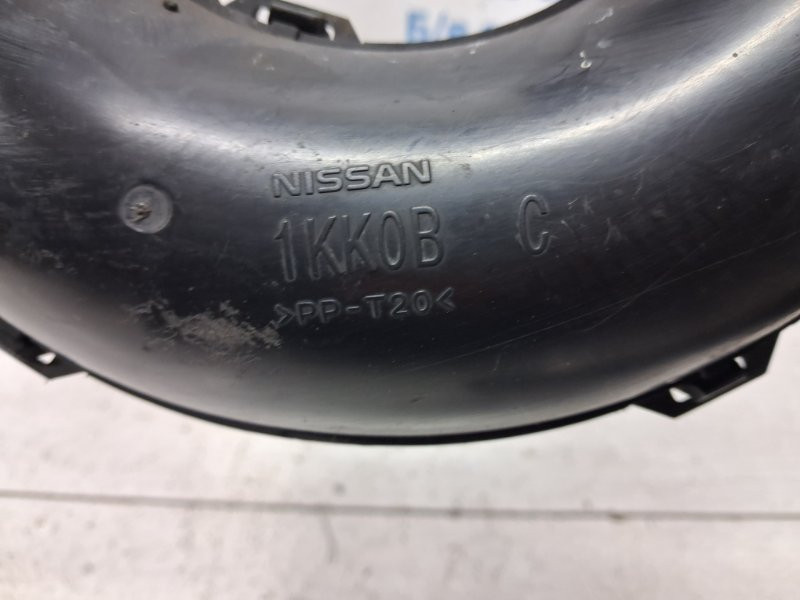 NISSAN
1KK0B C
>PP-T20<